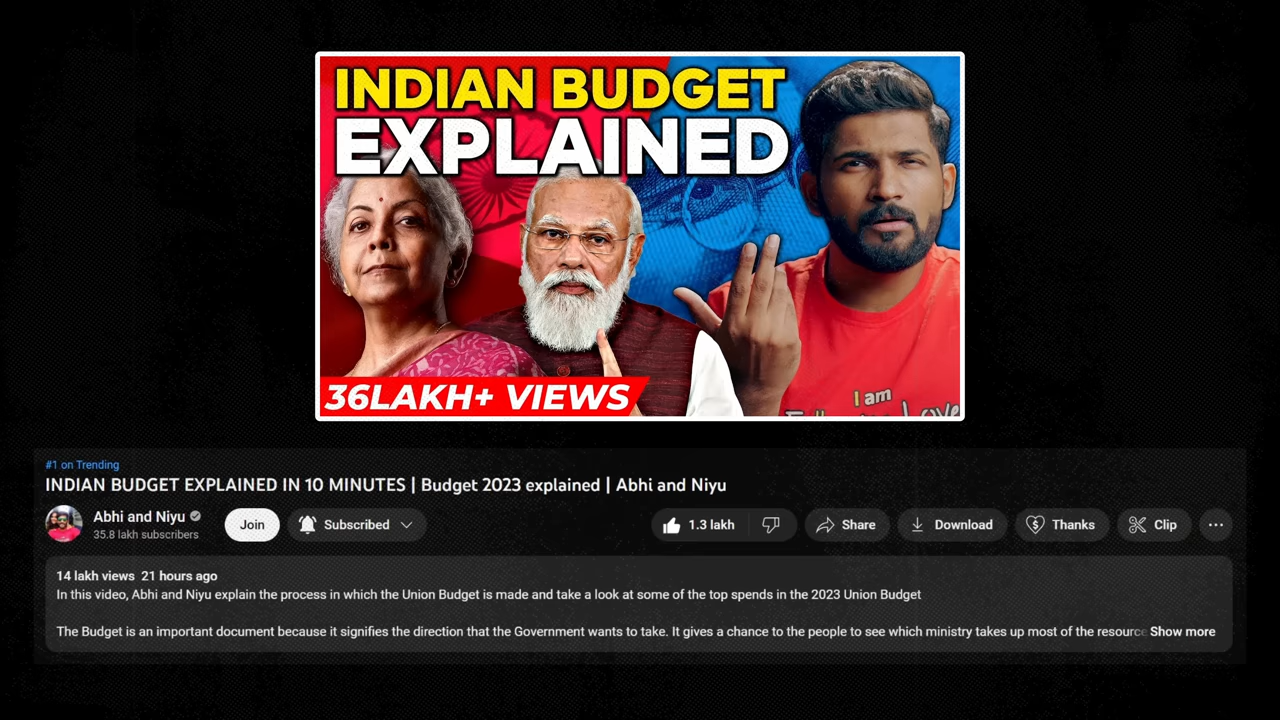 INDIAN BUDGET
EXPLAINED
36LAKH+ VIEWS
I am
#1 on Trending
INDIAN BUDGET EXPLAINED IN 10 MINUTES | Budget 2023 explained | Abhi and Niyu
Abhi and Niyu
35.8 lakh subscribers
Join
Subscribed
1.3 lakh
Share
Download
Thanks
Clip
14 lakh views 21 hours ago
In this video, Abhi and Niyu explain the process in which the Union Budget is made and take a look at some of the top spends in the 2023 Union Budget
The Budget is an important document because it signifies the direction that the Government wants to take. It gives a chance to the people to see which ministry takes up most of the resource Show more